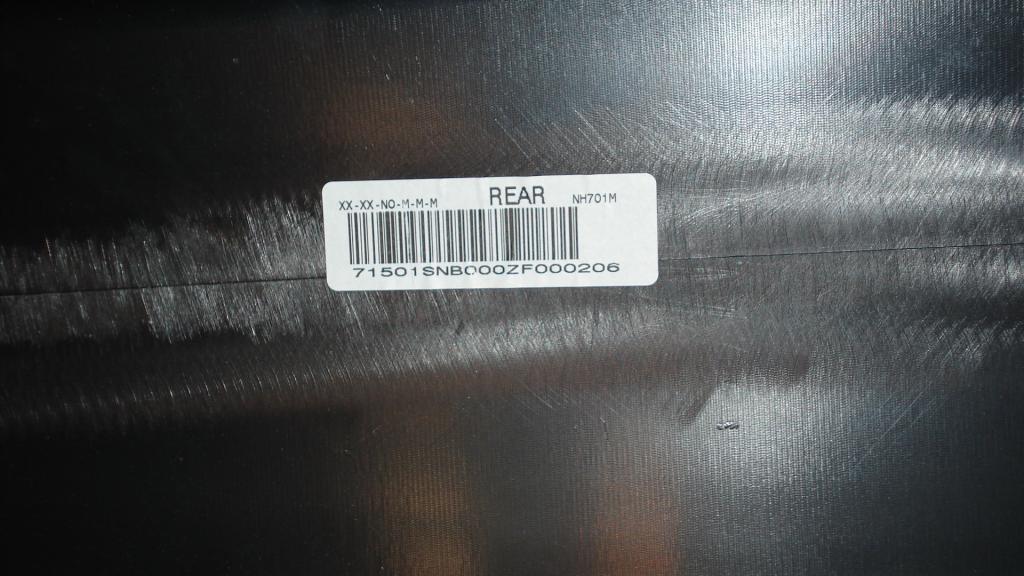 REAR
XX-XX-NO-M-M-M NH701M
71501SNB000ZF000206